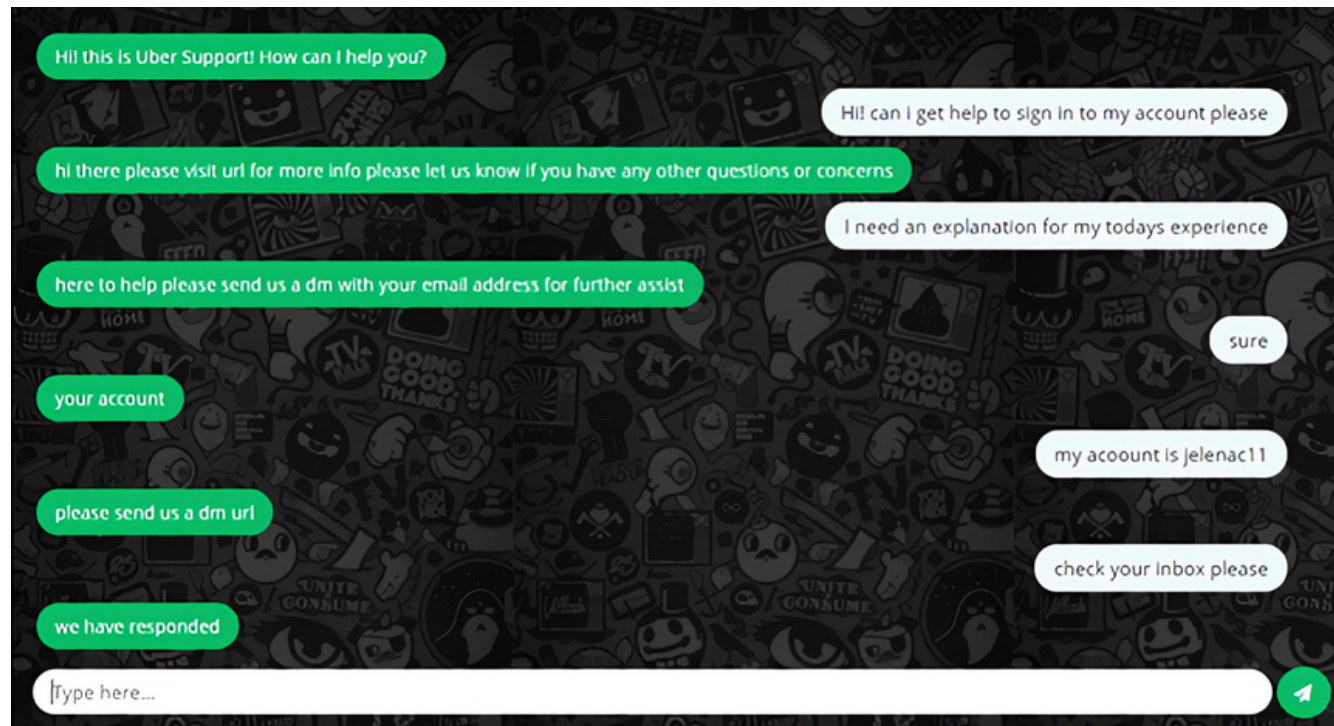 Hi! this is Uber Support! How can I help you?
Hi! can i get help to sign in to my account please
hi there please visit url for more info please let us know if you have any other questions or concerns
I need an explanation for my todays experience
here to help please send us a dm with your email address for further assist
sure
your account
my acoount is jelenac11
please send us a dm url
check your inbox please
we have responded
Type here...